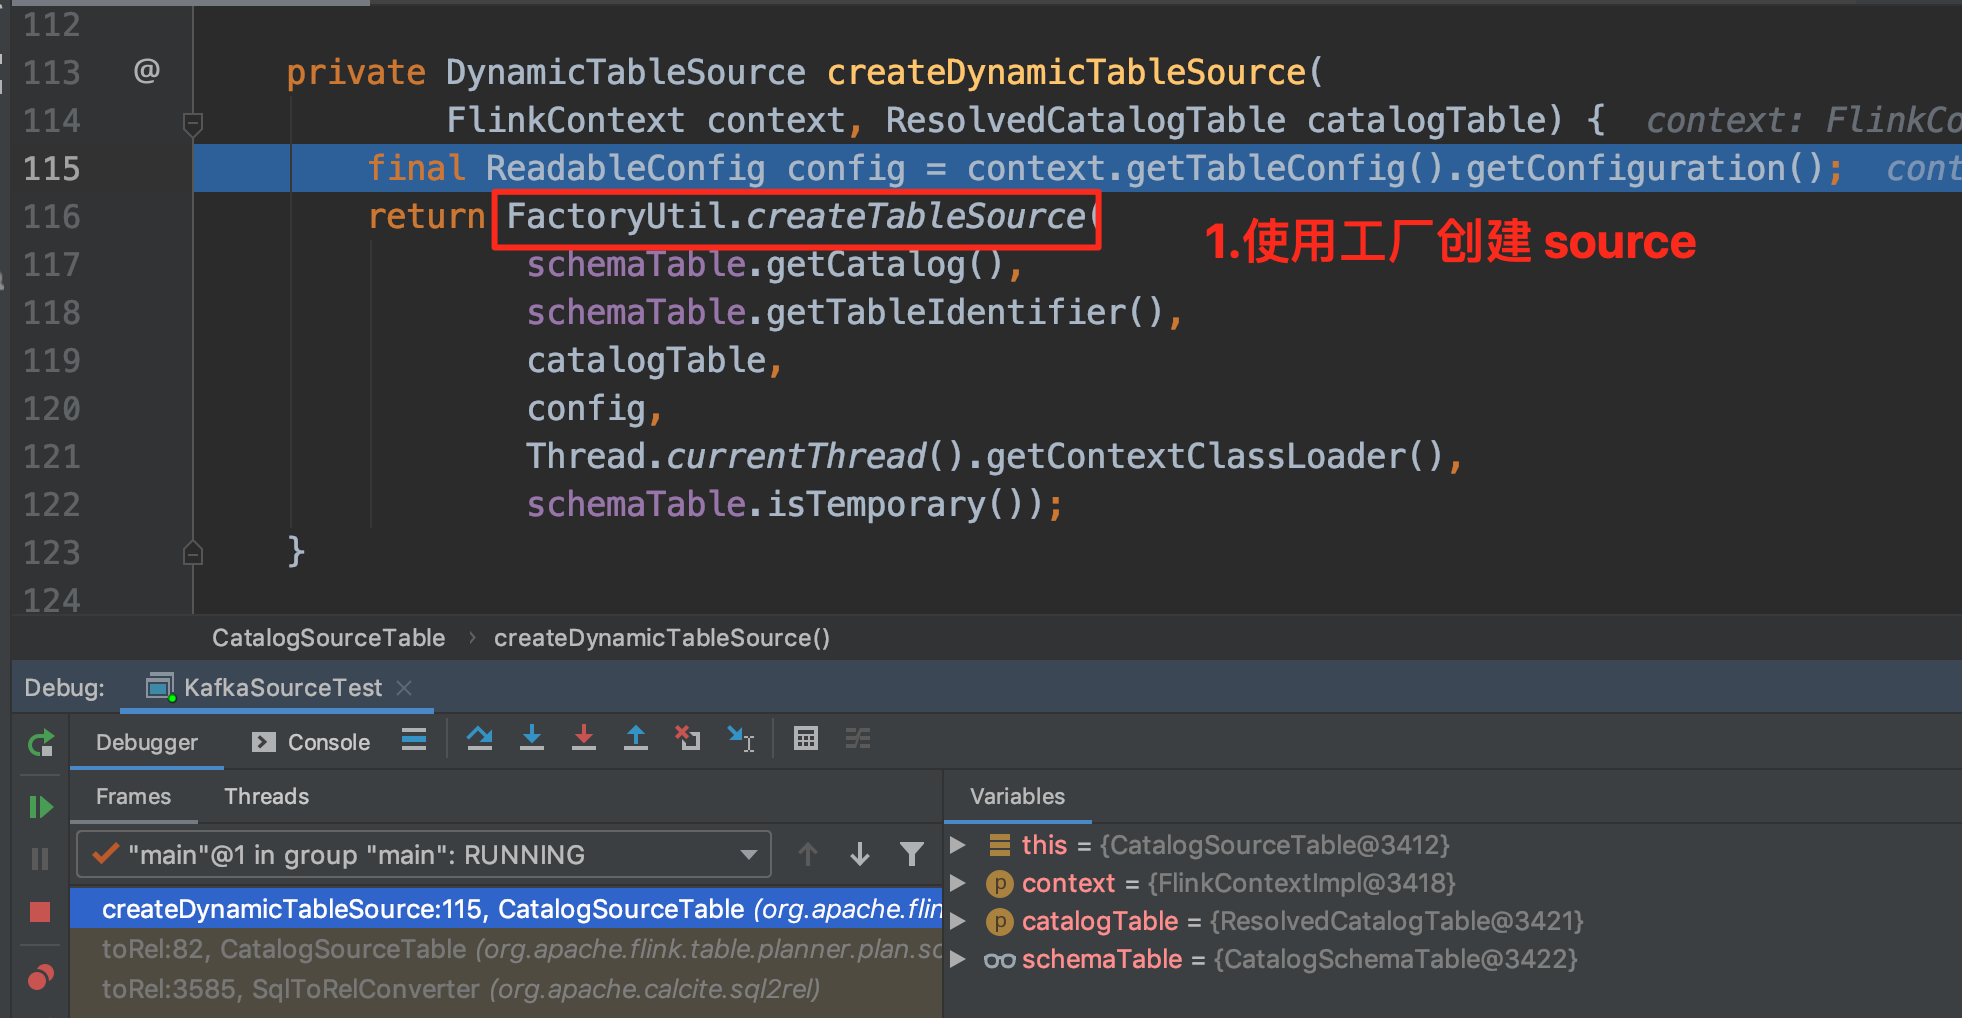 112
113 @ private DynamicTableSource createDynamicTableSource(
114 FlinkContext context, ResolvedCatalogTable catalogTable) { context:
115 final ReadableConfig config = context.getTableConfig().getConfiguration();
116 return FactoryUtil.createTableSource(
1.使用工厂创建 source
117 schemaTable.getCatalog(),
118 schemaTable.getTableIdentifier(),
119 catalogTable,
120 config,
121 Thread.currentThread().getContextClassLoader(),
122 schemaTable.isTemporary());
123 }
124
CatalogSourceTable › createDynamicTableSource()
Debug: KafkaSourceTest
Debugger Console
Frames Threads
"main"@1 in group "main": RUNNING
createDynamicTableSource:115, CatalogSourceTable (org.apache.flin
toRel:82, CatalogSourceTable (org.apache.flink.table.planner.plan.sc
toRel:3585, SqlToRelConverter (org.apache.calcite.sql2rel)
Variables
this = {CatalogSourceTable@3412}
p context = {FlinkContextImpl@3418}
p catalogTable = {ResolvedCatalogTable@3421}
schemaTable = {CatalogSchemaTable@3422}